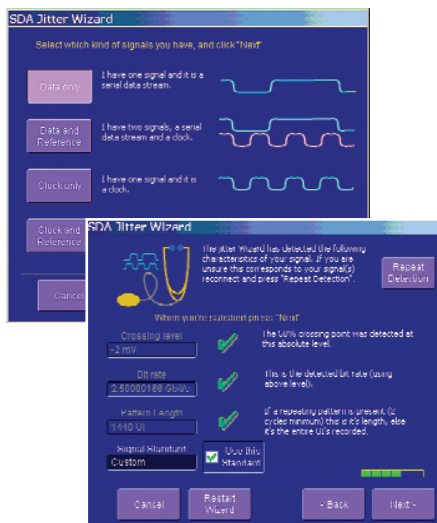 SDA Jitter Wizard
Select which kind of signals you have, and click "Next"
Data only
I have one signal and it is a
serial data stream.
Data and
Reference
I have two signals, a serial
data stream and a clock.
Clock only
I have one signal and it is
a clock.
Clock and
Reference
Cancel
SDA Jitter Wizard
The Jitter Wizard has detected the following
characteristics of your signal. If you are
unsure this corresponds to your signal(s)
reconnect and press "Repeat Detection".
Repeat
Detection
When you're satisfied press "Next"
Crossing level
-2 mV
The 50% crossing point was detected at
this absolute level.
Bit rate
2.50000166 Gbit/s
This is the detected bit rate (using
above level).
Pattern Length
1440 UI
If a repeating pattern is present (2
cycles minimum) this is it's length, else
it's the entire UI's recorded.
Signal Standard
Custom
Use this
Standard
Cancel
Restart
Wizard
< Back
Next >